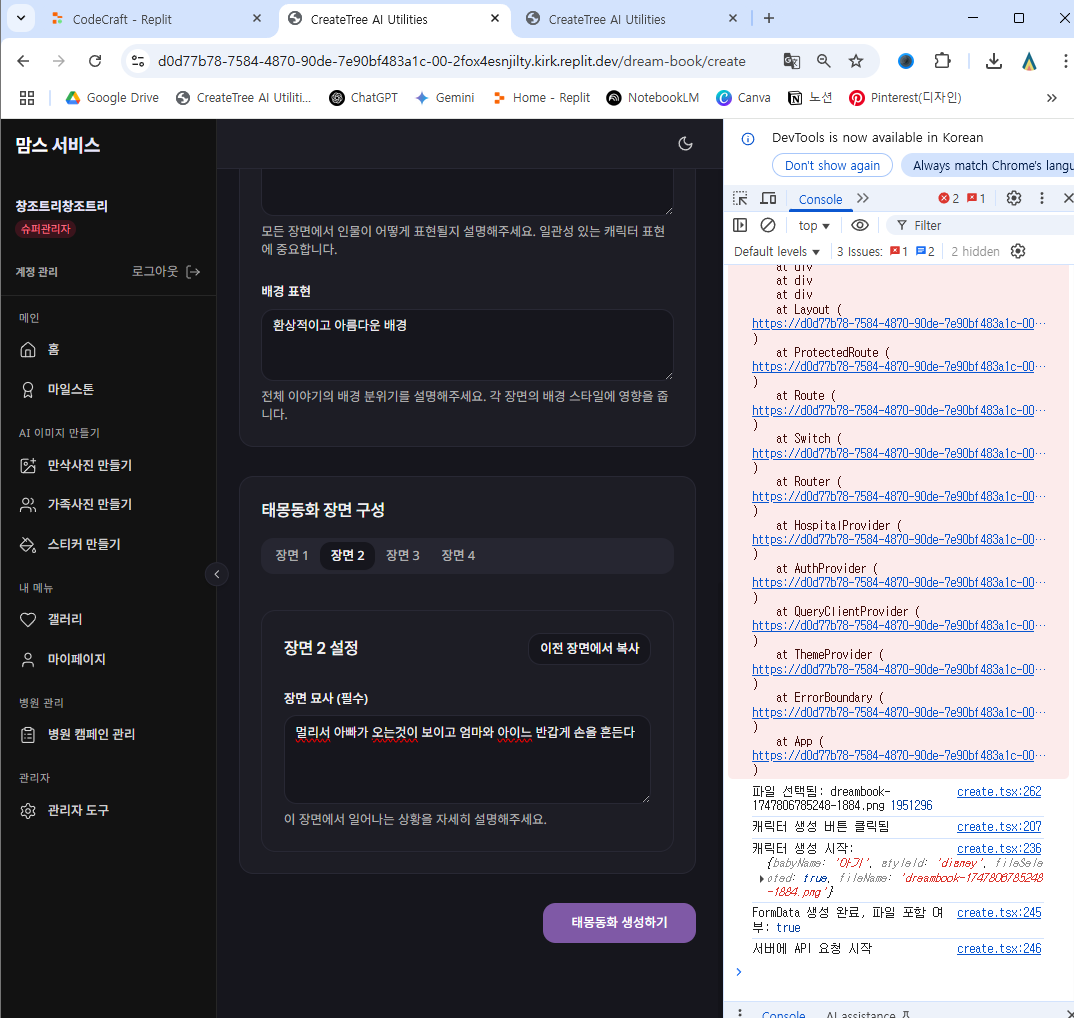 CodeCraft - Replit
CreateTree AI Utilities
CreateTree AI Utilities
d0d77b78-7584-4870-90de-7e90bf483a1c-00-2fox4esnjilty.kirk.replit.dev/dream-book/create
Google Drive
CreateTree AI Utiliti...
ChatGPT
Gemini
Home - Replit
NotebookLM
Canva
노션
Pinterest(디자인)
맘스 서비스
창조트리창조트리
슈퍼관리자
계정 관리
로그아웃
메인
홈
마일스톤
AI 이미지 만들기
만삭사진 만들기
가족사진 만들기
스티커 만들기
내 메뉴
갤러리
마이페이지
병원 관리
병원 캠페인 관리
관리자
관리자 도구
모든 장면에서 인물이 어떻게 표현될지 설명해주세요. 일관성 있는 캐릭터 표현
에 중요합니다.
배경 표현
환상적이고 아름다운 배경
전체 이야기의 배경 분위기를 설명해주세요. 각 장면의 배경 스타일에 영향을 줍
니다.
태몽동화 장면 구성
장면 1 장면 2 장면 3 장면 4
장면 2 설정
이전 장면에서 복사
장면 묘사 (필수)
멀리서 아빠가 오는것이 보이고 엄마와 아이느 반갑게 손을 흔든다
이 장면에서 일어나는 상황을 자세히 설명해주세요.
태몽동화 생성하기
DevTools is now available in Korean
Don't show again
Always match Chrome's langu
Console
2 1
top
Filter
Default levels
3 Issues: 1 2
2 hidden
at div
at div
at div
at Layout (
https://d0d77b78-7584-4870-90de-7e90bf483a1c-00…
)
at ProtectedRoute (
https://d0d77b78-7584-4870-90de-7e90bf483a1c-00…
)
at Route (
https://d0d77b78-7584-4870-90de-7e90bf483a1c-00…
)
at Switch (
https://d0d77b78-7584-4870-90de-7e90bf483a1c-00…
)
at Router (
https://d0d77b78-7584-4870-90de-7e90bf483a1c-00…
)
at HospitalProvider (
https://d0d77b78-7584-4870-90de-7e90bf483a1c-00…
)
at AuthProvider (
https://d0d77b78-7584-4870-90de-7e90bf483a1c-00…
)
at QueryClientProvider (
https://d0d77b78-7584-4870-90de-7e90bf483a1c-00…
)
at ThemeProvider (
https://d0d77b78-7584-4870-90de-7e90bf483a1c-00…
)
at ErrorBoundary (
https://d0d77b78-7584-4870-90de-7e90bf483a1c-00…
)
at App (
https://d0d77b78-7584-4870-90de-7e90bf483a1c-00…
)
파일 선택됨: dreambook- create.tsx:262
1747806785248-1884.png 1951296
캐릭터 생성 버튼 클릭됨 create.tsx:207
캐릭터 생성 시작: create.tsx:236
{babyName: '아기', styleId: 'disney', fileSele
cted: true, fileName: 'dreambook-1747806785248
-1884.png'}
FormData 생성 완료, 파일 포함 여 create.tsx:245
부: true
서버에 API 요청 시작 create.tsx:246
Console
AI assistance